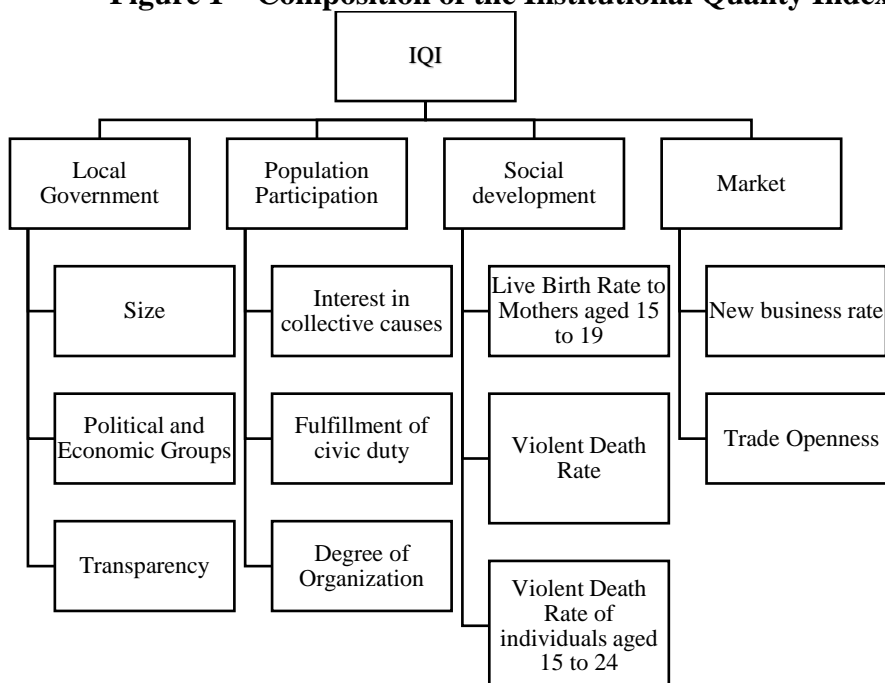 Figure 1 – Composition of the Institutional Quality Index
IQI
Local
Government
Population
Participation
Social
development
Market
Size
Interest in
collective causes
Live Birth Rate to
Mothers aged 15
to 19
New business rate
Political and
Economic Groups
Fulfillment of
civic duty
Violent Death
Rate
Trade Openness
Transparency
Degree of
Organization
Violent Death
Rate of
individuals aged
15 to 24